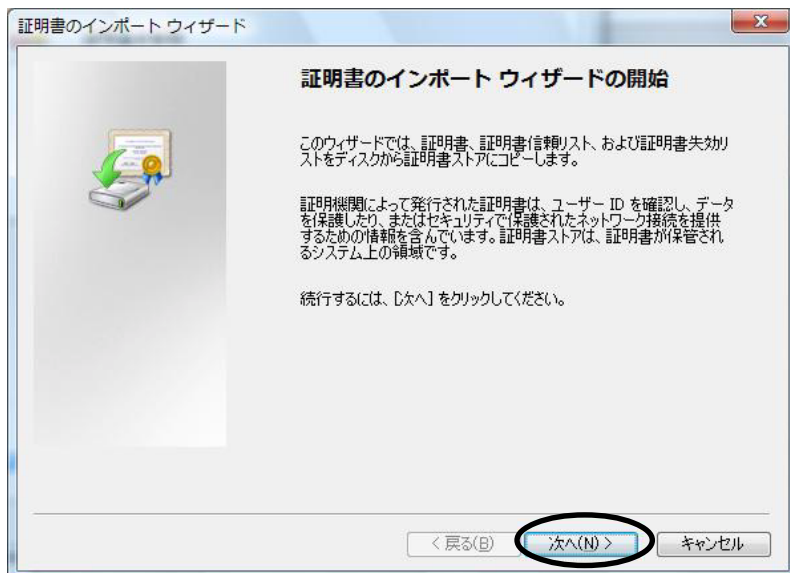 証明書のインポート ウィザード
証明書のインポート ウィザードの開始
このウィザードでは、証明書、証明書信頼リスト、および証明書失効リ
ストをディスクから証明書ストアにコピーします。
証明機関によって発行された証明書は、ユーザー ID を確認し、データ
を保護したり、またはセキュリティで保護されたネットワーク接続を提供
するための情報を含んでいます。証明書ストアは、証明書が保管され
るシステム上の領域です。
続行するには、[次へ] をクリックしてください。
< 戻る(B) 次へ(N) > キャンセル